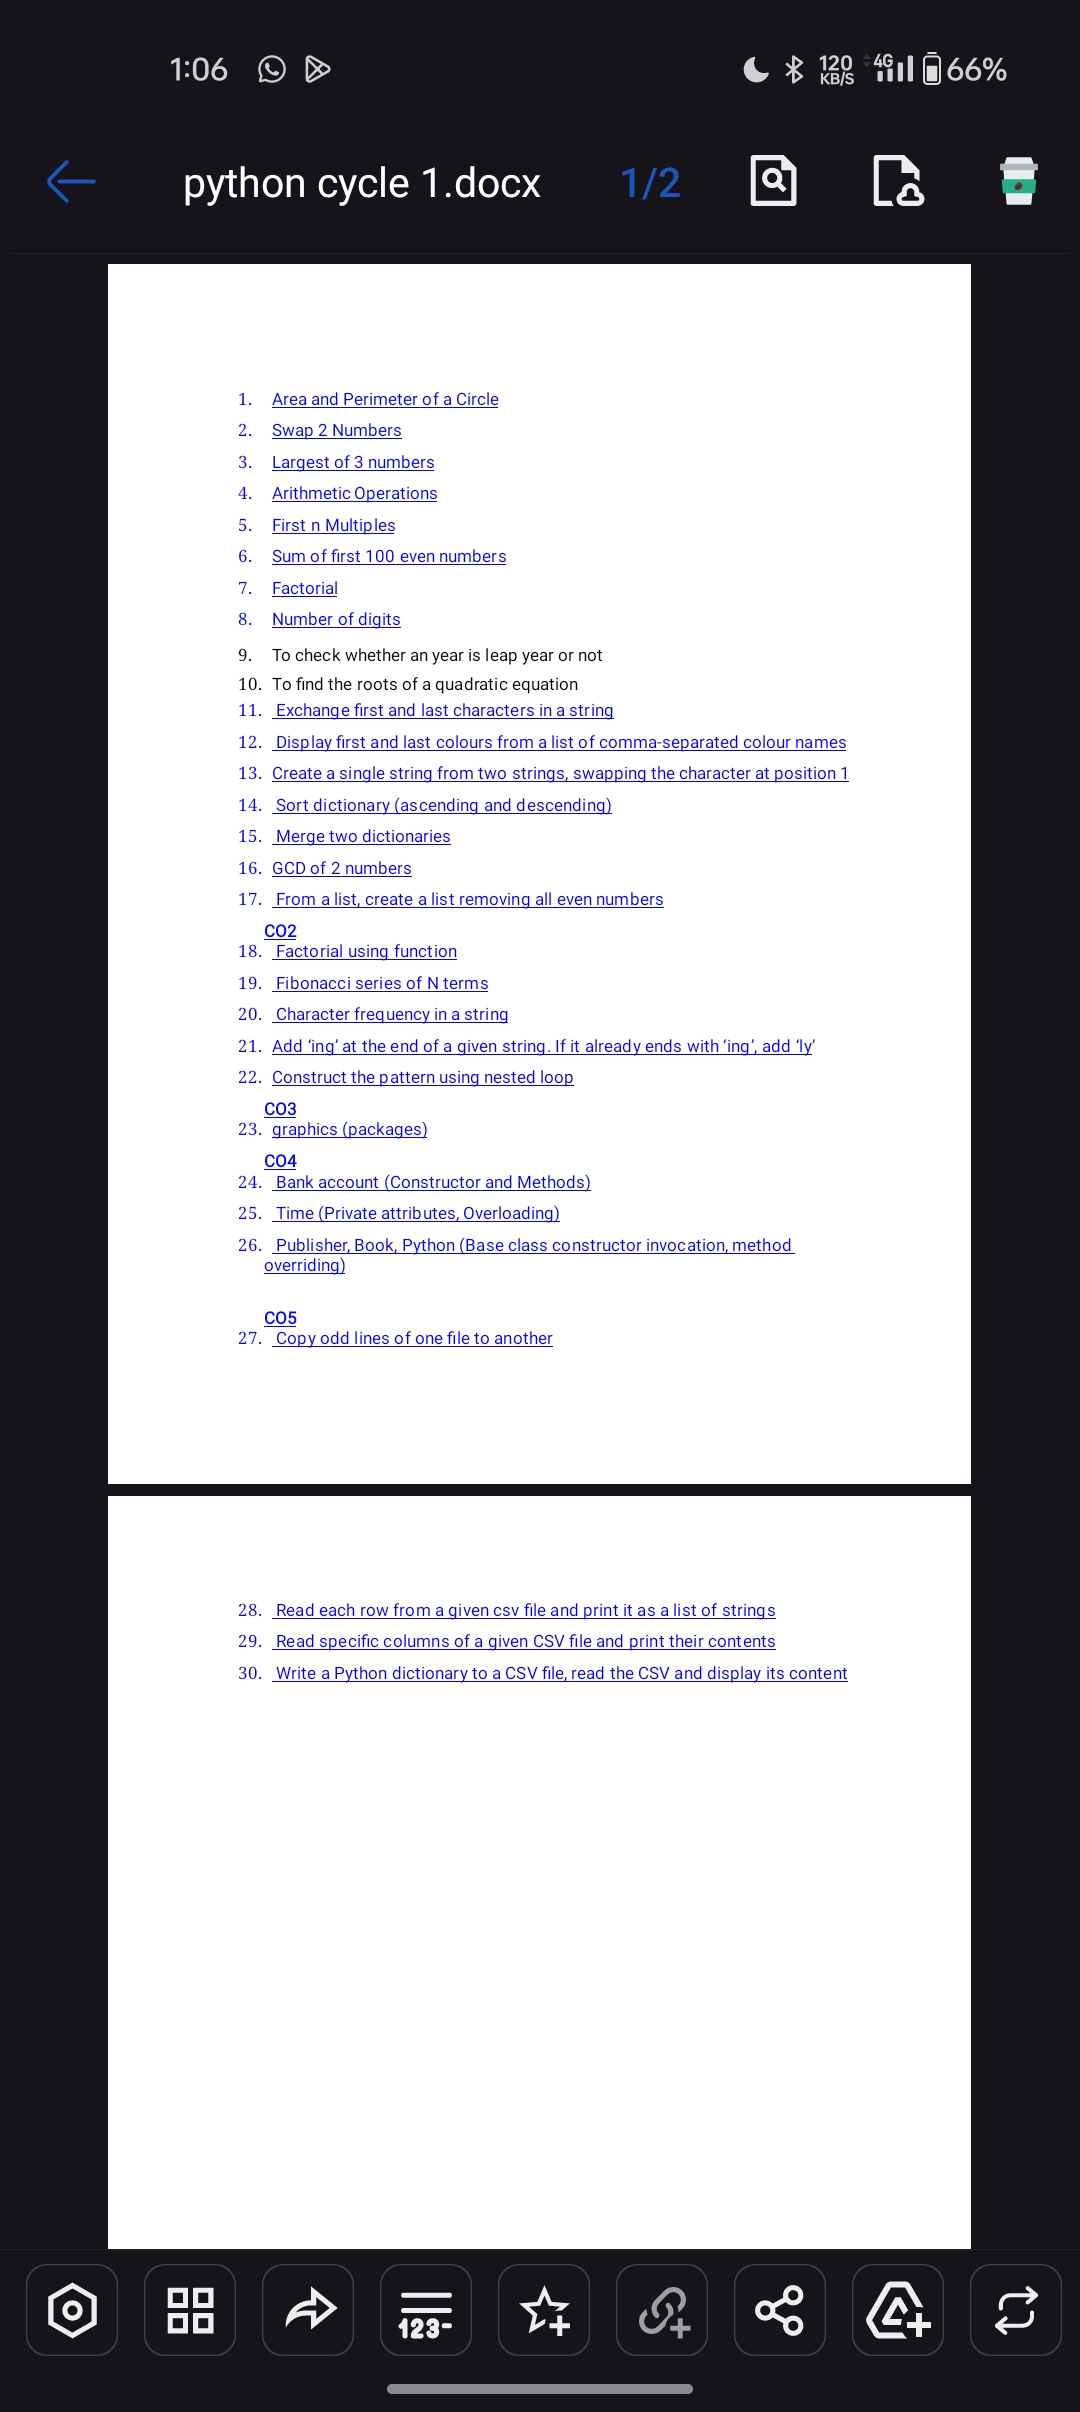 1:06 120 KB/S 4G 66%
python cycle 1.docx 1/2
1. Area and Perimeter of a Circle
2. Swap 2 Numbers
3. Largest of 3 numbers
4. Arithmetic Operations
5. First n Multiples
6. Sum of first 100 even numbers
7. Factorial
8. Number of digits
9. To check whether an year is leap year or not
10. To find the roots of a quadratic equation
11. Exchange first and last characters in a string
12. Display first and last colours from a list of comma-separated colour names
13. Create a single string from two strings, swapping the character at position 1
14. Sort dictionary (ascending and descending)
15. Merge two dictionaries
16. GCD of 2 numbers
17. From a list, create a list removing all even numbers
CO2
18. Factorial using function
19. Fibonacci series of N terms
20. Character frequency in a string
21. Add ‘ing’ at the end of a given string. If it already ends with ‘ing’, add ‘ly’
22. Construct the pattern using nested loop
CO3
23. graphics (packages)
CO4
24. Bank account (Constructor and Methods)
25. Time (Private attributes, Overloading)
26. Publisher, Book, Python (Base class constructor invocation, method
overriding)
CO5
27. Copy odd lines of one file to another
28. Read each row from a given csv file and print it as a list of strings
29. Read specific columns of a given CSV file and print their contents
30. Write a Python dictionary to a CSV file, read the CSV and display its content
123-